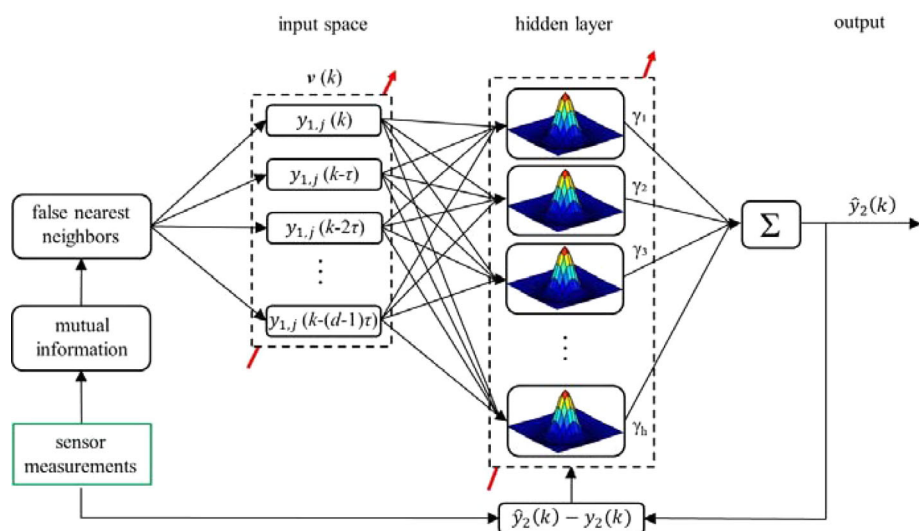 input space
hidden layer
output
v(k)
y₁,ⱼ(k)
y₁,ⱼ(k-τ)
y₁,ⱼ(k-2τ)
⋮
y₁,ⱼ(k-(d-1)τ)
false nearest
neighbors
mutual
information
sensor
measurements
γ₁
γ₂
γ₃
⋮
γₕ
Σ
ŷ₂(k)
ŷ₂(k) − y₂(k)